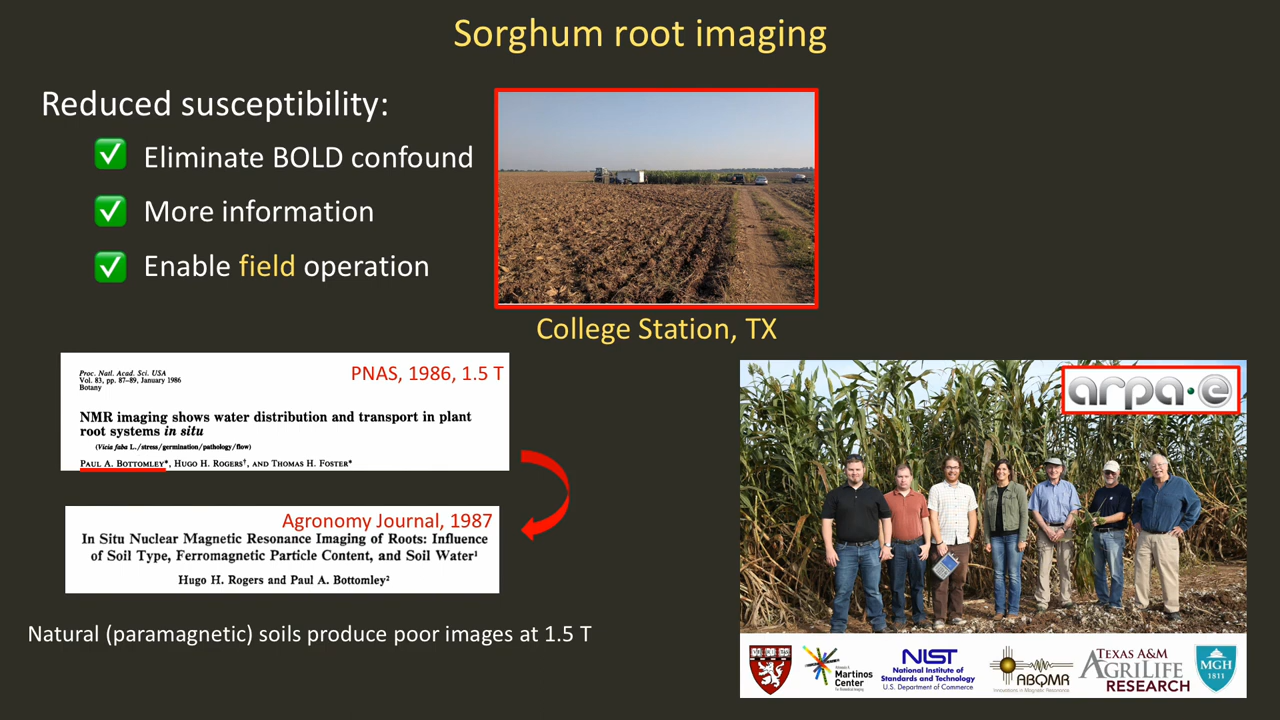 Sorghum root imaging
Reduced susceptibility:
Eliminate BOLD confound
More information
Enable field operation
College Station, TX
Proc. Natl. Acad. Sci. USA
Vol. 83, pp. 87–89, January 1986
Botany
PNAS, 1986, 1.5 T
NMR imaging shows water distribution and transport in plant
root systems in situ
(Vicia faba L./stress/germination/pathology/flow)
PAUL A. BOTTOMLEY*, HUGO H. ROGERS†, AND THOMAS H. FOSTER*
Agronomy Journal, 1987
In Situ Nuclear Magnetic Resonance Imaging of Roots: Influence
of Soil Type, Ferromagnetic Particle Content, and Soil Water¹
Hugo H. Rogers and Paul A. Bottomley²
Natural (paramagnetic) soils produce poor images at 1.5 T
arpa·e
Martinos
Center
For Biomedical Imaging
NIST
National Institute of
Standards and Technology
U.S. Department of Commerce
ABQMR
Innovations in Magnetic Resonance
TEXAS A&M
AGRILIFE
RESEARCH
MGH
1811